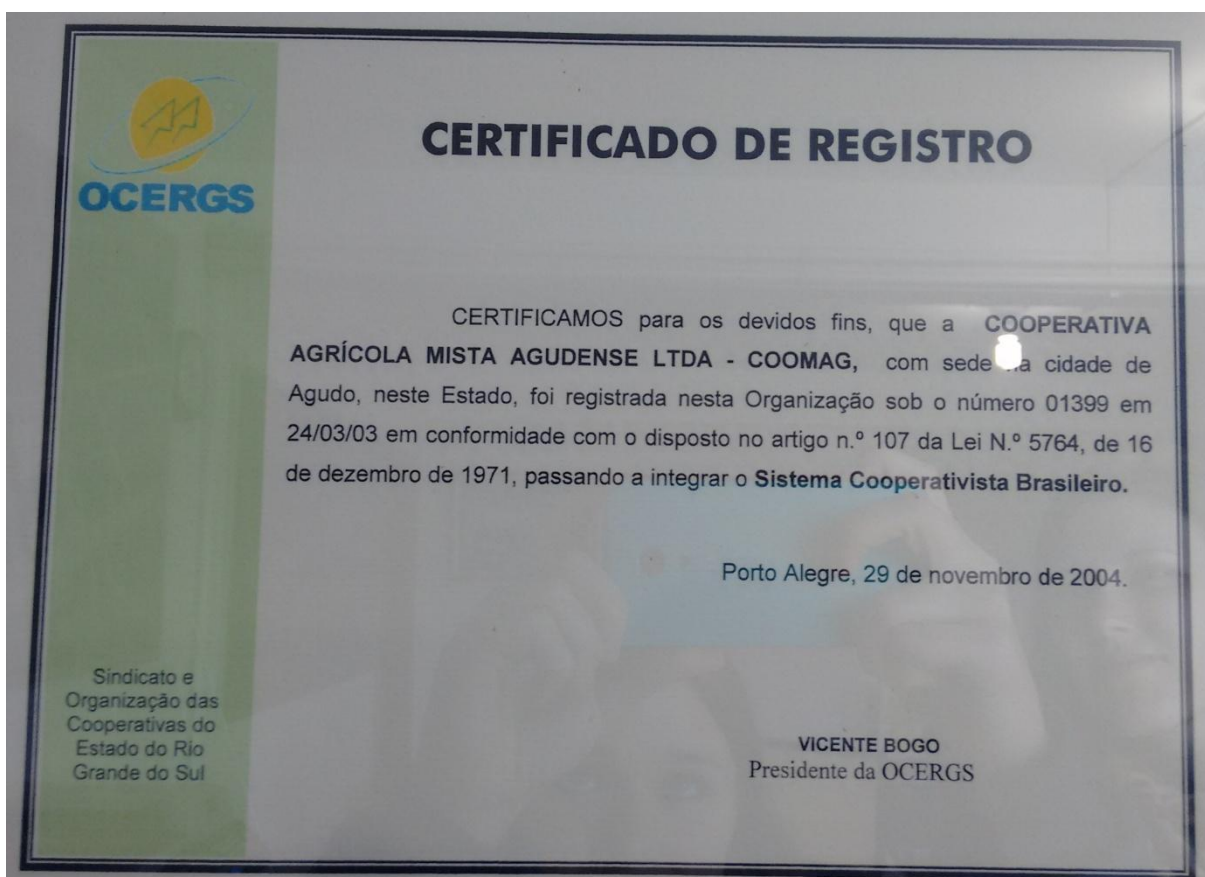 OCERGS
CERTIFICADO DE REGISTRO
CERTIFICAMOS para os devidos fins, que a COOPERATIVA
AGRÍCOLA MISTA AGUDENSE LTDA - COOMAG, com sede na cidade de
Agudo, neste Estado, foi registrada nesta Organização sob o número 01399 em
24/03/03 em conformidade com o disposto no artigo n.º 107 da Lei N.º 5764, de 16
de dezembro de 1971, passando a integrar o Sistema Cooperativista Brasileiro.
Porto Alegre, 29 de novembro de 2004.
Sindicato e
Organização das
Cooperativas do
Estado do Rio
Grande do Sul
VICENTE BOGO
Presidente da OCERGS